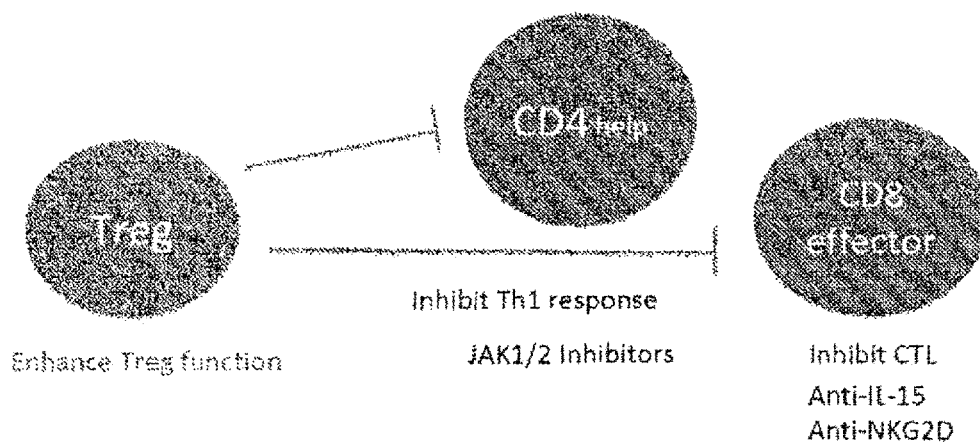 CD4 help
Treg
CD8
effector
Inhibit Th1 response
Enhance Treg function
JAK1/2 Inhibitors
Inhibit CTL
Anti-IL-15
Anti-NKG2D